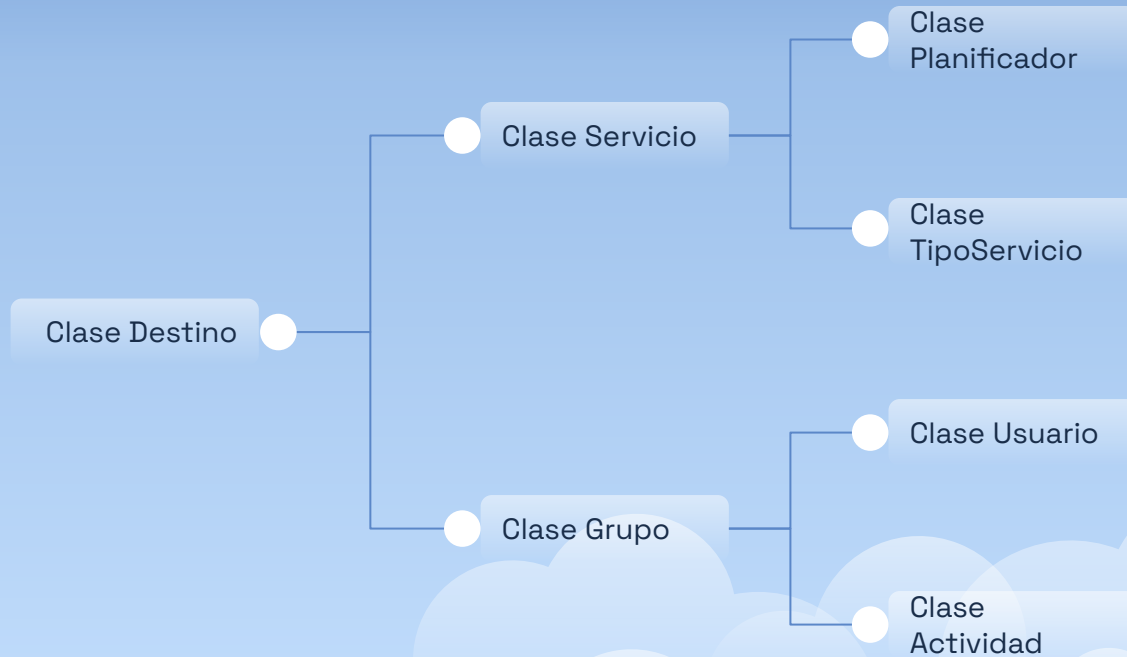 Clase
Planificador
Clase Servicio
Clase
TipoServicio
Clase Destino
Clase Usuario
Clase Grupo
Clase
Actividad